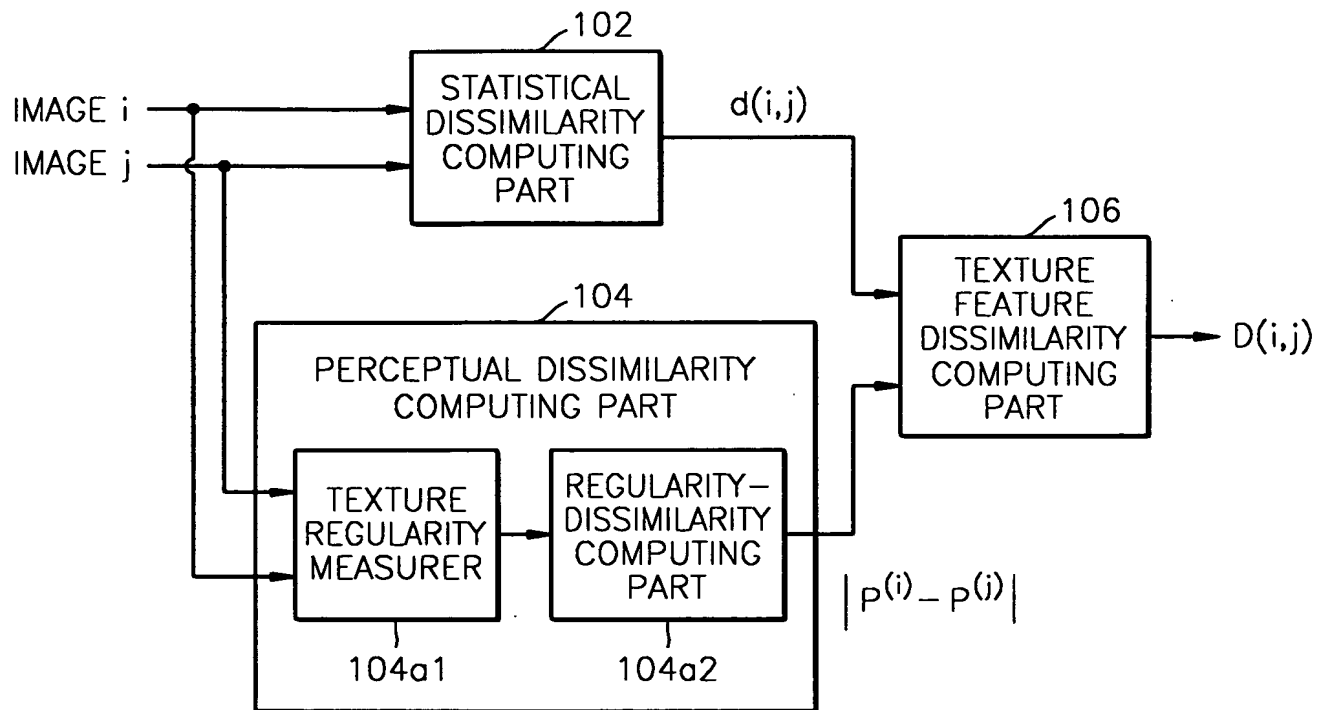 102
STATISTICAL
DISSIMILARITY
COMPUTING
PART
IMAGE i
IMAGE j
d(i,j)
106
TEXTURE
FEATURE
DISSIMILARITY
COMPUTING
PART
D(i,j)
104
PERCEPTUAL DISSIMILARITY
COMPUTING PART
TEXTURE
REGULARITY
MEASURER
REGULARITY–
DISSIMILARITY
COMPUTING
PART
|P^(i) – P^(j)|
104a1
104a2